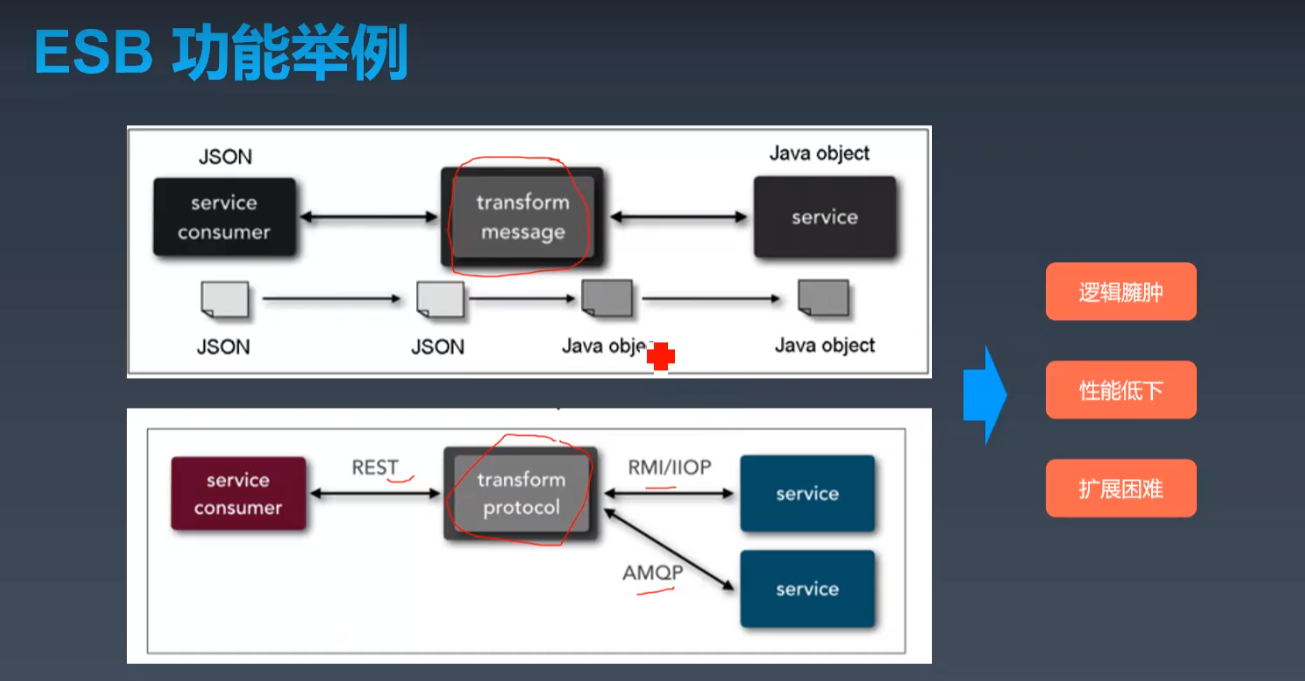 ESB 功能举例
JSON
Java object
service
consumer
transform
message
service
JSON
JSON
Java obje
Java object
REST
RMI/IIOP
service
consumer
transform
protocol
service
AMQP
service
逻辑臃肿
性能低下
扩展困难